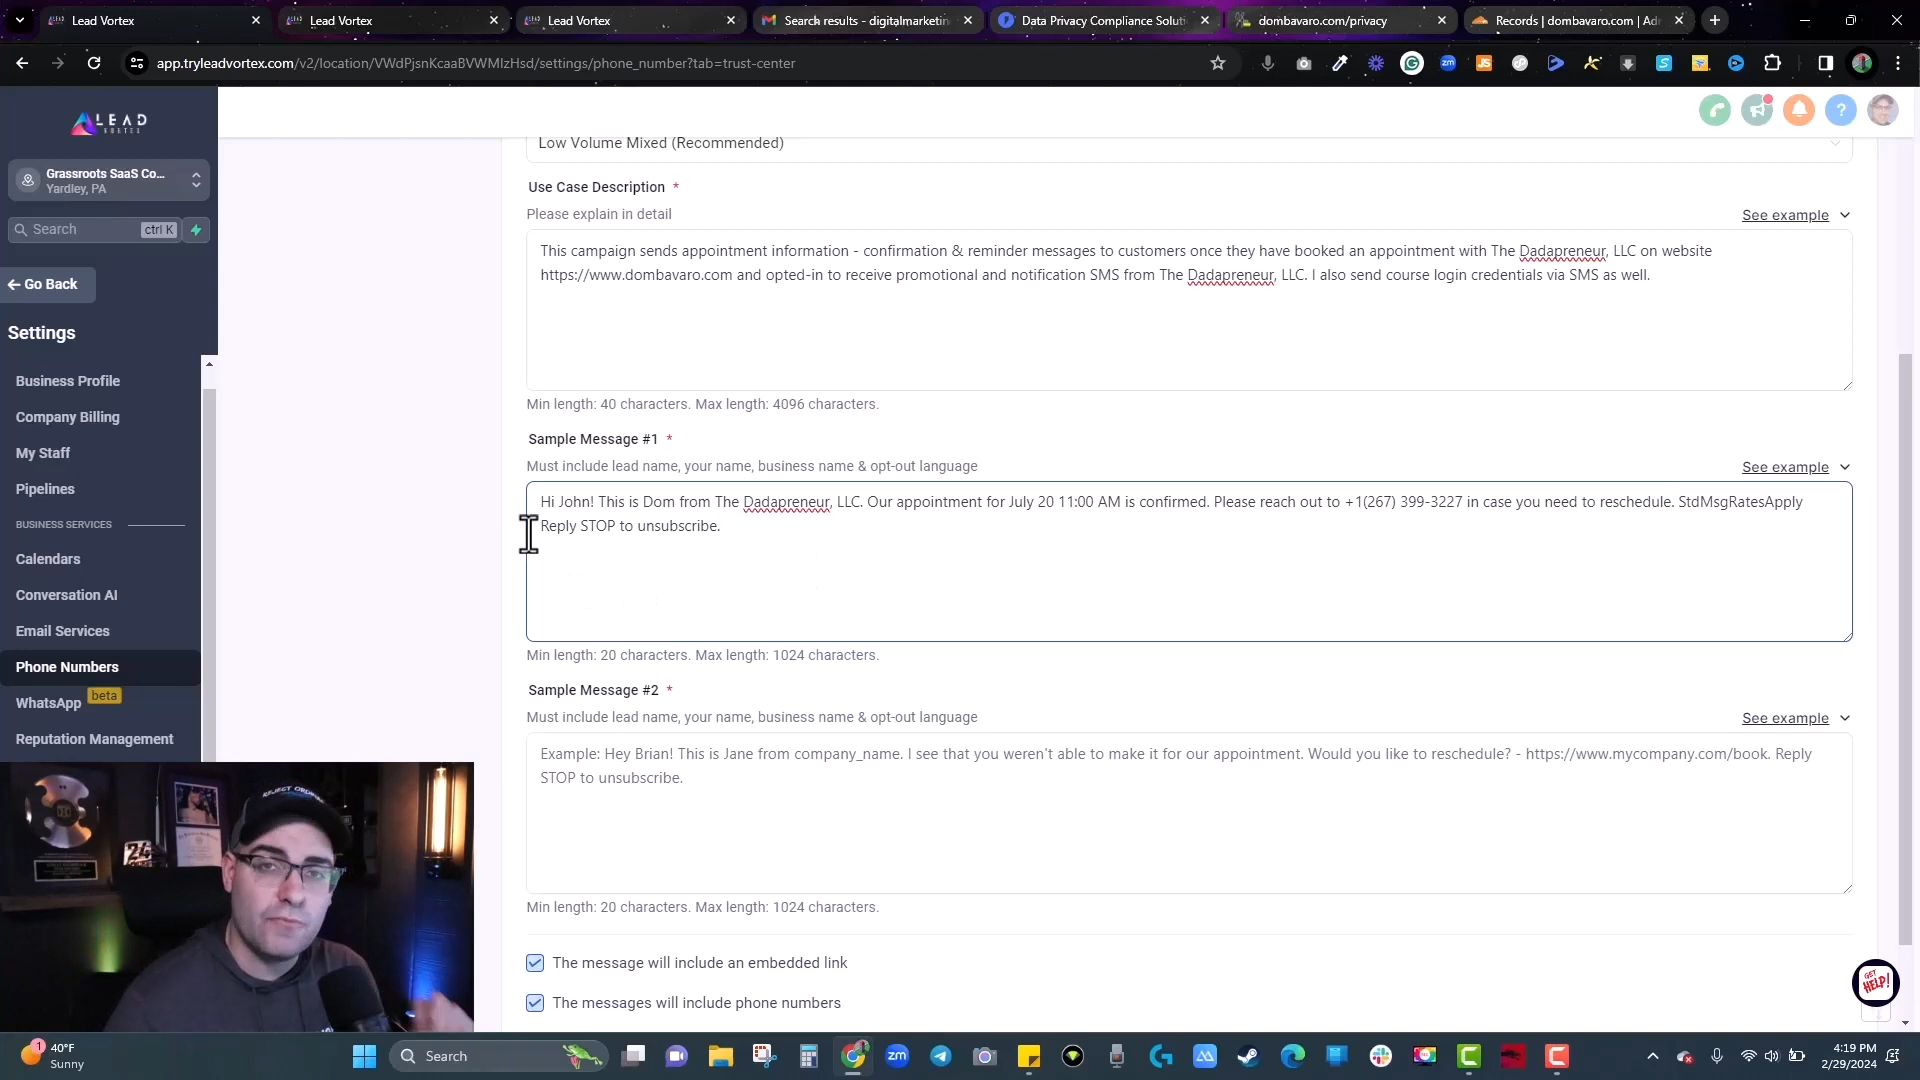 Lead Vortex
Lead Vortex
Lead Vortex
Search results - digitalmarketin
Data Privacy Compliance Soluti
dombavaro.com/privacy
Records | dombavaro.com | Ad
app.tryleadvortex.com/v2/location/VWdPjsnKcaaBVWMIzHsd/settings/phone_number?tab=trust-center
LEAD
VORTEX
Grassroots SaaS Co...
Yardley, PA
Search
ctrl K
Go Back
Settings
Business Profile
Company Billing
My Staff
Pipelines
BUSINESS SERVICES
Calendars
Conversation AI
Email Services
Phone Numbers
WhatsApp
beta
Reputation Management
Low Volume Mixed (Recommended)
Use Case Description *
Please explain in detail
See example
This campaign sends appointment information - confirmation & reminder messages to customers once they have booked an appointment with The Dadapreneur, LLC on website
https://www.dombavaro.com and opted-in to receive promotional and notification SMS from The Dadapreneur, LLC. I also send course login credentials via SMS as well.
Min length: 40 characters. Max length: 4096 characters.
Sample Message #1 *
Must include lead name, your name, business name & opt-out language
See example
Hi John! This is Dom from The Dadapreneur, LLC. Our appointment for July 20 11:00 AM is confirmed. Please reach out to +1(267) 399-3227 in case you need to reschedule. StdMsgRatesApply
Reply STOP to unsubscribe.
Min length: 20 characters. Max length: 1024 characters.
Sample Message #2 *
Must include lead name, your name, business name & opt-out language
See example
Example: Hey Brian! This is Jane from company_name. I see that you weren't able to make it for our appointment. Would you like to reschedule? - https://www.mycompany.com/book. Reply
STOP to unsubscribe.
Min length: 20 characters. Max length: 1024 characters.
The message will include an embedded link
The messages will include phone numbers
GET
HELP!
1
40°F
Sunny
Search
zm
4:19 PM
2/29/2024